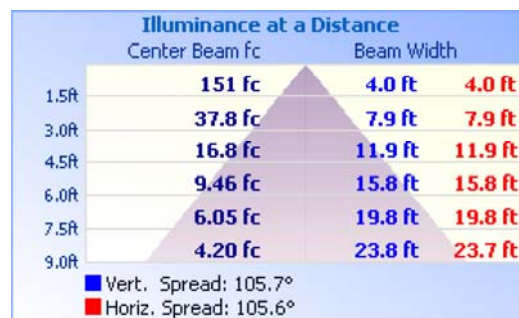 Illuminance at a Distance
Center Beam fc Beam Width
1.5ft 151 fc 4.0 ft 4.0 ft
3.0ft 37.8 fc 7.9 ft 7.9 ft
4.5ft 16.8 fc 11.9 ft 11.9 ft
6.0ft 9.46 fc 15.8 ft 15.8 ft
7.5ft 6.05 fc 19.8 ft 19.8 ft
9.0ft 4.20 fc 23.8 ft 23.7 ft
Vert. Spread: 105.7°
Horiz. Spread: 105.6°